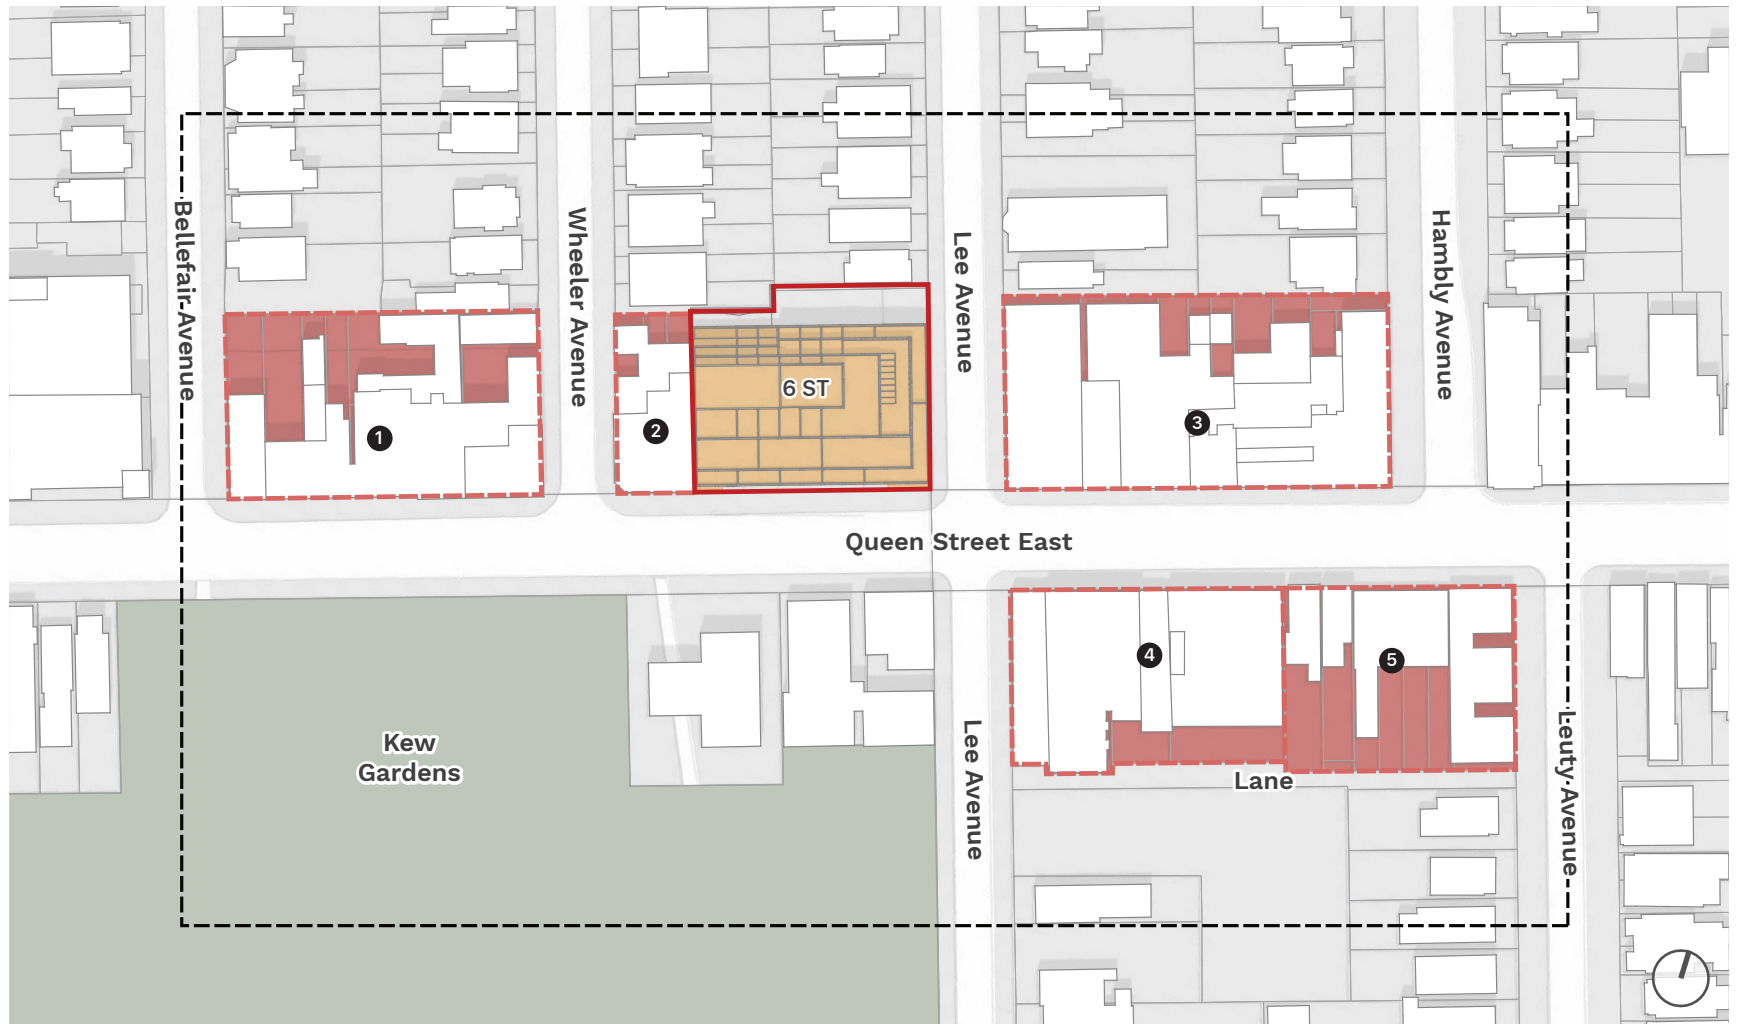 Bellefair Avenue
Wheeler Avenue
Lee Avenue
Hambly Avenue
6 ST
1
2
3
Queen Street East
4
5
Kew
Gardens
Lee Avenue
Lane
Leuty Avenue